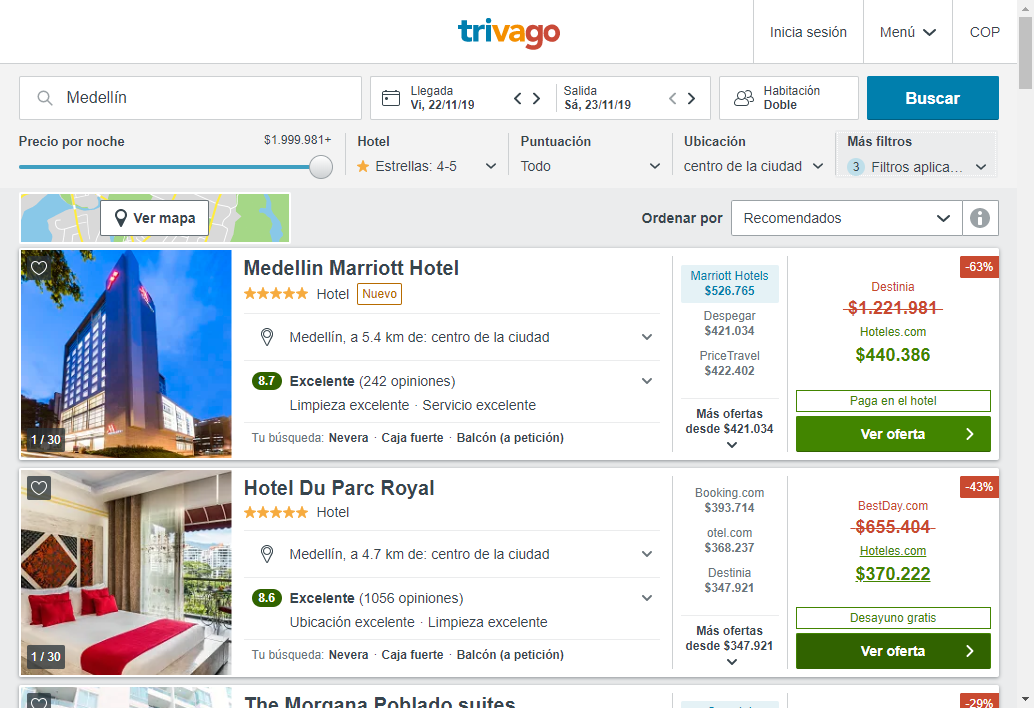 trivago
Inicia sesión
Menú
COP
Medellín
Llegada
Vi, 22/11/19
Salida
Sá, 23/11/19
Habitación
Doble
Buscar
Precio por noche
$1.999.981+
Hotel
Estrellas: 4-5
Puntuación
Todo
Ubicación
centro de la ciudad
Más filtros
3 Filtros aplica...
Ver mapa
Ordenar por
Recomendados
1 / 30
Medellin Marriott Hotel
Hotel Nuevo
Medellín, a 5.4 km de: centro de la ciudad
8.7 Excelente (242 opiniones)
Limpieza excelente · Servicio excelente
Tu búsqueda: Nevera · Caja fuerte · Balcón (a petición)
Marriott Hotels
$526.765
Despegar
$421.034
PriceTravel
$422.402
Más ofertas
desde $421.034
-63%
Destinia
$1.221.981
Hoteles.com
$440.386
Paga en el hotel
Ver oferta
1 / 30
Hotel Du Parc Royal
Hotel
Medellín, a 4.7 km de: centro de la ciudad
8.6 Excelente (1056 opiniones)
Ubicación excelente · Limpieza excelente
Tu búsqueda: Nevera · Caja fuerte · Balcón (a petición)
Booking.com
$393.714
otel.com
$368.237
Destinia
$347.921
Más ofertas
desde $347.921
-43%
BestDay.com
$655.404
Hoteles.com
$370.222
Desayuno gratis
Ver oferta
The Morgana Poblado suites
-29%